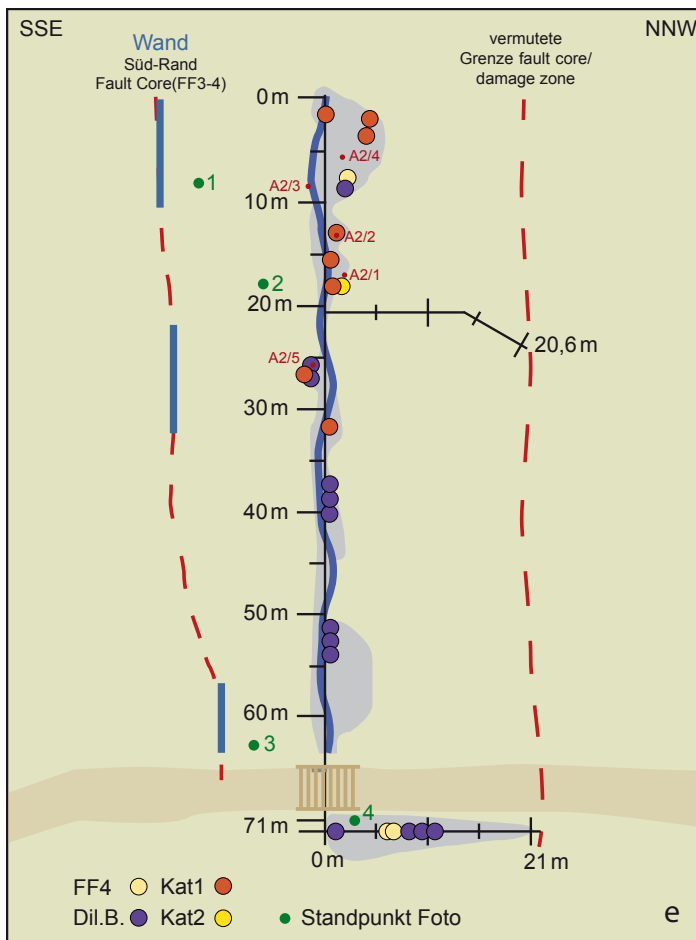 SSE
NNW
Wand
Süd-Rand
Fault Core(FF3-4)
vermutete
Grenze fault core/
damage zone
0 m
A2/4
1
A2/3
10 m
A2/2
A2/1
2
20 m
20,6 m
A2/5
30 m
40 m
50 m
60 m
3
4
71 m
0 m
21 m
FF4 Kat1
Dil.B. Kat2 Standpunkt Foto
e